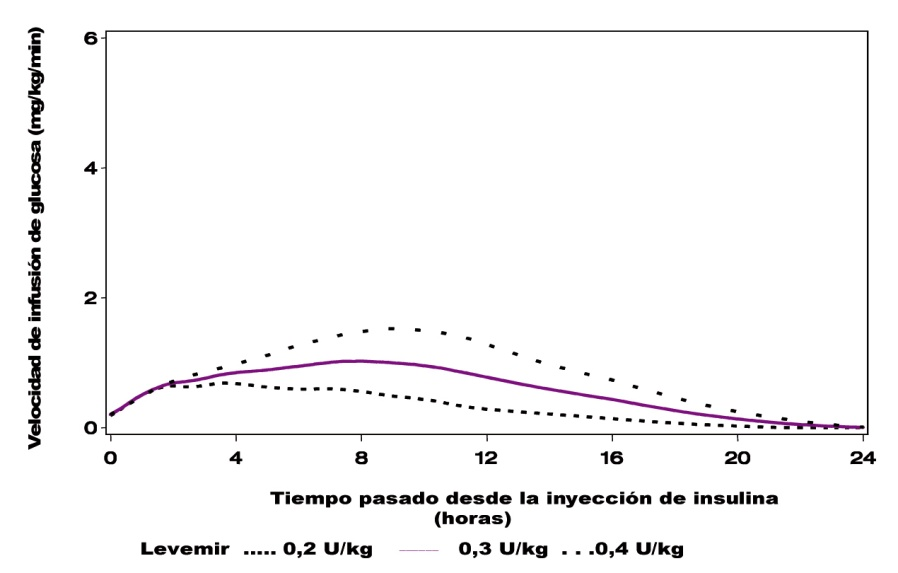 Velocidad de infusión de glucosa (mg/kg/min)
6
4
2
0
0 4 8 12 16 20 24
Tiempo pasado desde la inyección de insulina
(horas)
Levemir ..... 0,2 U/kg 0,3 U/kg . . .0,4 U/kg